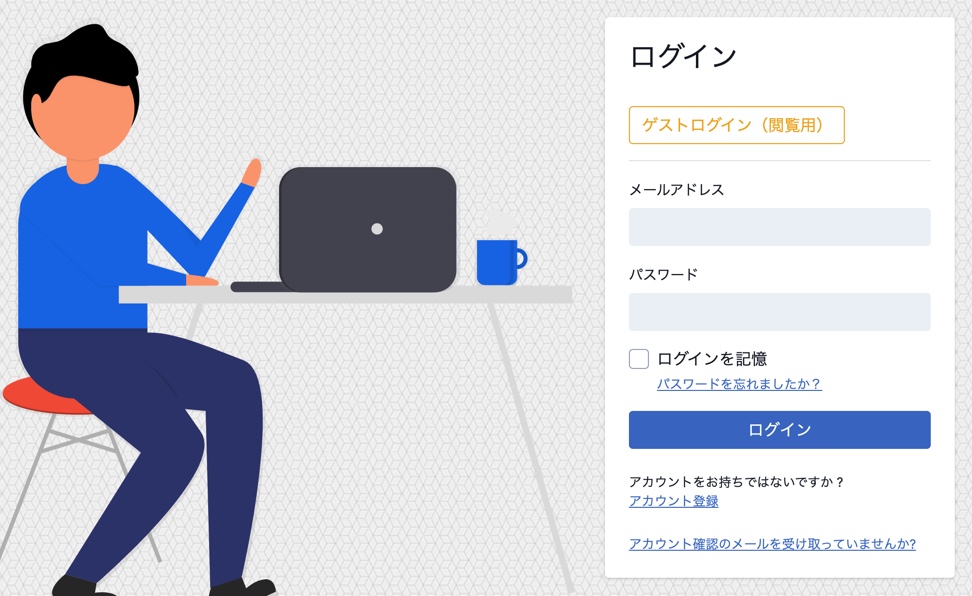 ログイン
ゲストログイン（閲覧用）
メールアドレス
パスワード
ログインを記憶
パスワードを忘れましたか？
ログイン
アカウントをお持ちではないですか？
アカウント登録
アカウント確認のメールを受け取っていませんか?